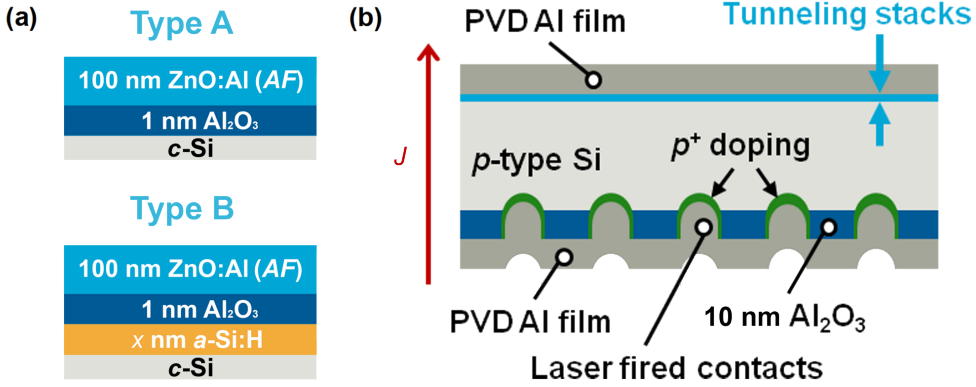 (a)
Type A
100 nm ZnO:Al (AF)
1 nm Al₂O₃
c-Si
Type B
100 nm ZnO:Al (AF)
1 nm Al₂O₃
x nm a-Si:H
c-Si
(b)
PVD Al film
Tunneling stacks
J
p-type Si
p⁺ doping
PVD Al film
10 nm Al₂O₃
Laser fired contacts